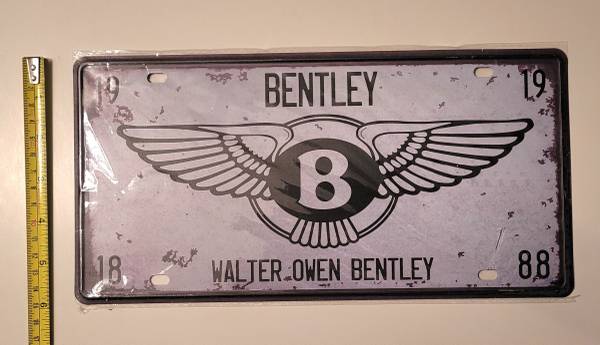 19 BENTLEY 19
B
18 WALTER OWEN BENTLEY 88